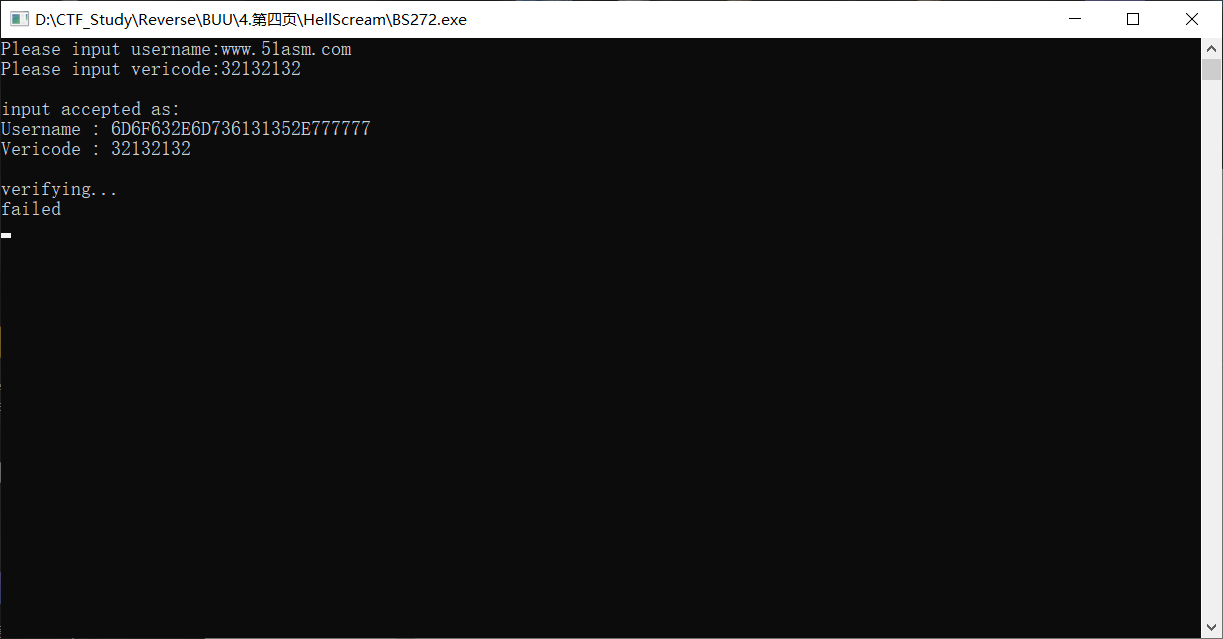 D:\CTF_Study\Reverse\BUU\4.第四页\HellScream\BS272.exe
Please input username:www.51asm.com
Please input vericode:32132132
input accepted as:
Username : 6D6F632E6D736131352E777777
Vericode : 32132132
verifying...
failed